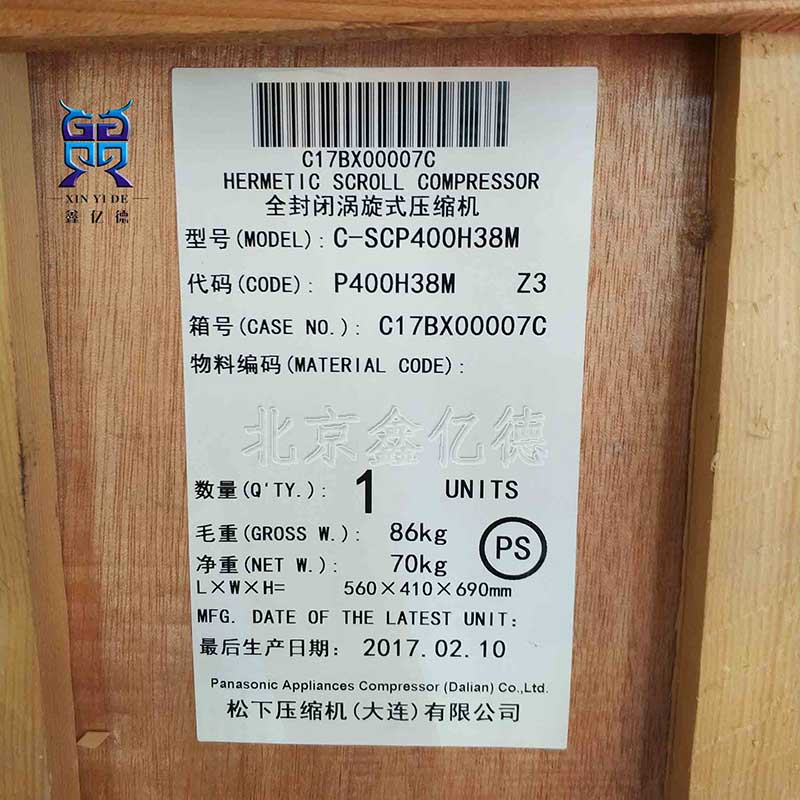 XIN YI DE
鑫亿德
C17BX00007C
HERMETIC SCROLL COMPRESSOR
全封闭涡旋式压缩机
型号(MODEL): C-SCP400H38M
代码(CODE): P400H38M Z3
箱号(CASE NO.): C17BX00007C
物料编码(MATERIAL CODE):
北京鑫亿德
数量(Q'TY.): 1 UNITS
毛重(GROSS W.): 86kg
净重(NET W.): 70kg
PS
L×W×H= 560×410×690mm
MFG. DATE OF THE LATEST UNIT:
最后生产日期: 2017.02.10
Panasonic Appliances Compressor (Dalian) Co.,Ltd.
松下压缩机(大连)有限公司